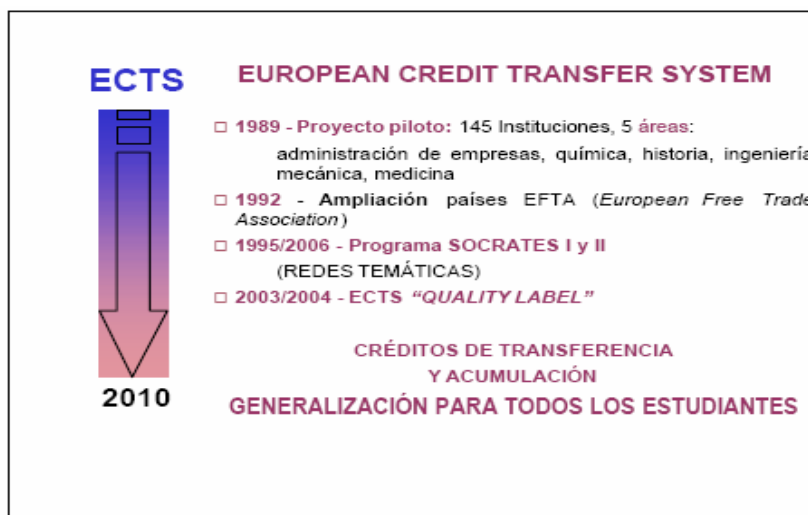 ECTS
EUROPEAN CREDIT TRANSFER SYSTEM
1989 - Proyecto piloto: 145 Instituciones, 5 áreas:
administración de empresas, química, historia, ingeniería
mecánica, medicina
1992 - Ampliación países EFTA (European Free Trade
Association)
1995/2006 - Programa SOCRATES I y II
(REDES TEMÁTICAS)
2003/2004 - ECTS “QUALITY LABEL”
CRÉDITOS DE TRANSFERENCIA
Y ACUMULACIÓN
2010
GENERALIZACIÓN PARA TODOS LOS ESTUDIANTES